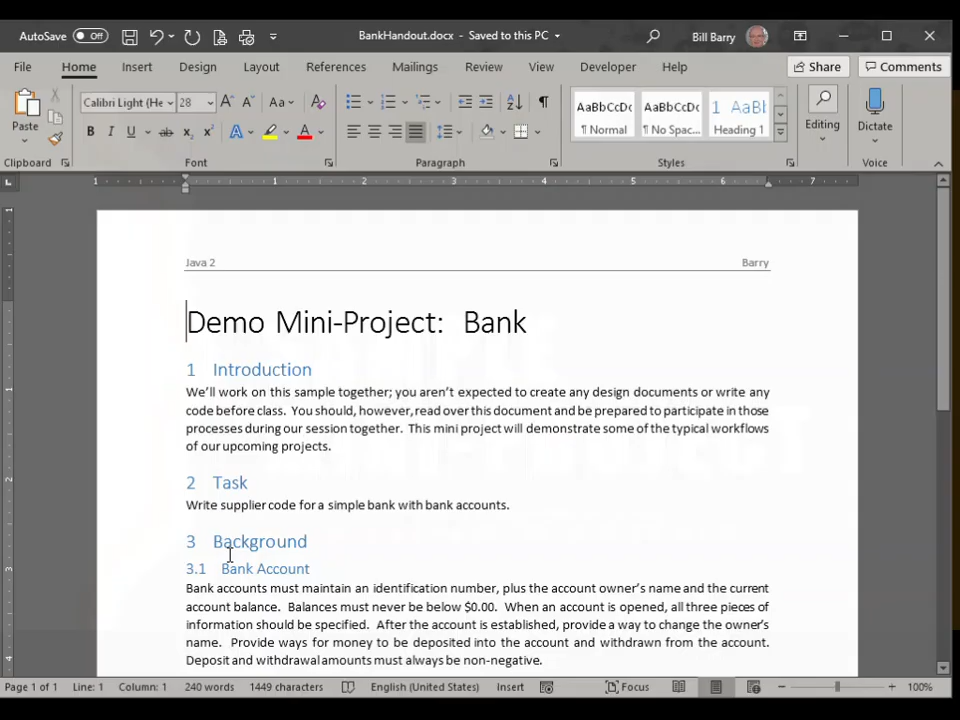 AutoSave Off BankHandout.docx - Saved to this PC Bill Barry
File Home Insert Design Layout References Mailings Review View Developer Help Share Comments
Calibri Light (He 28 Aa
AaBbCcDc AaBbCcDc 1 AaBb
Paste ¶ Normal ¶ No Spac... Heading 1 Editing Dictate
Clipboard Font Paragraph Styles Voice
1 1 2 3 4 5 6 7
Java 2 Barry
Demo Mini-Project: Bank
1 Introduction
We'll work on this sample together; you aren't expected to create any design documents or write any
code before class. You should, however, read over this document and be prepared to participate in those
processes during our session together. This mini project will demonstrate some of the typical workflows
of our upcoming projects.
2 Task
Write supplier code for a simple bank with bank accounts.
3 Background
3.1 Bank Account
Bank accounts must maintain an identification number, plus the account owner's name and the current
account balance. Balances must never be below $0.00. When an account is opened, all three pieces of
information should be specified. After the account is established, provide a way to change the owner's
name. Provide ways for money to be deposited into the account and withdrawn from the account.
Deposit and withdrawal amounts must always be non-negative.
Page 1 of 1 Line: 1 Column: 1 240 words 1449 characters English (United States) Insert Focus 100%